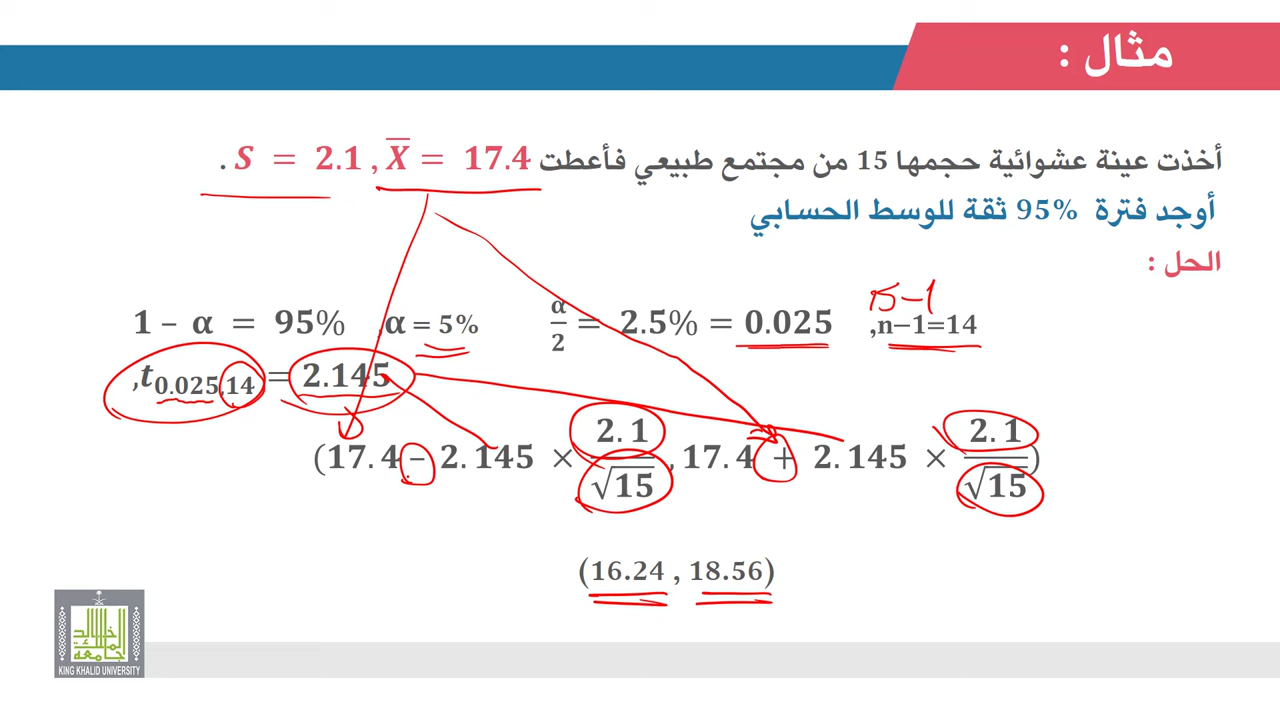 مثال :
أخذت عينة عشوائية حجمها 15 من مجتمع طبيعي فأعطت X̅ = 17.4 , S = 2.1 .
أوجد فترة 95% ثقة للوسط الحسابي
الحل :
15-1
1 - α = 95% ,α = 5% α/2 = 2.5% = 0.025 ,n-1=14
,t0.025,14 = 2.145
(17.4 - 2.145 × 2.1/√15 , 17.4 + 2.145 × 2.1/√15)
(16.24 , 18.56)
جامعة الملك خالد
KING KHALID UNIVERSITY